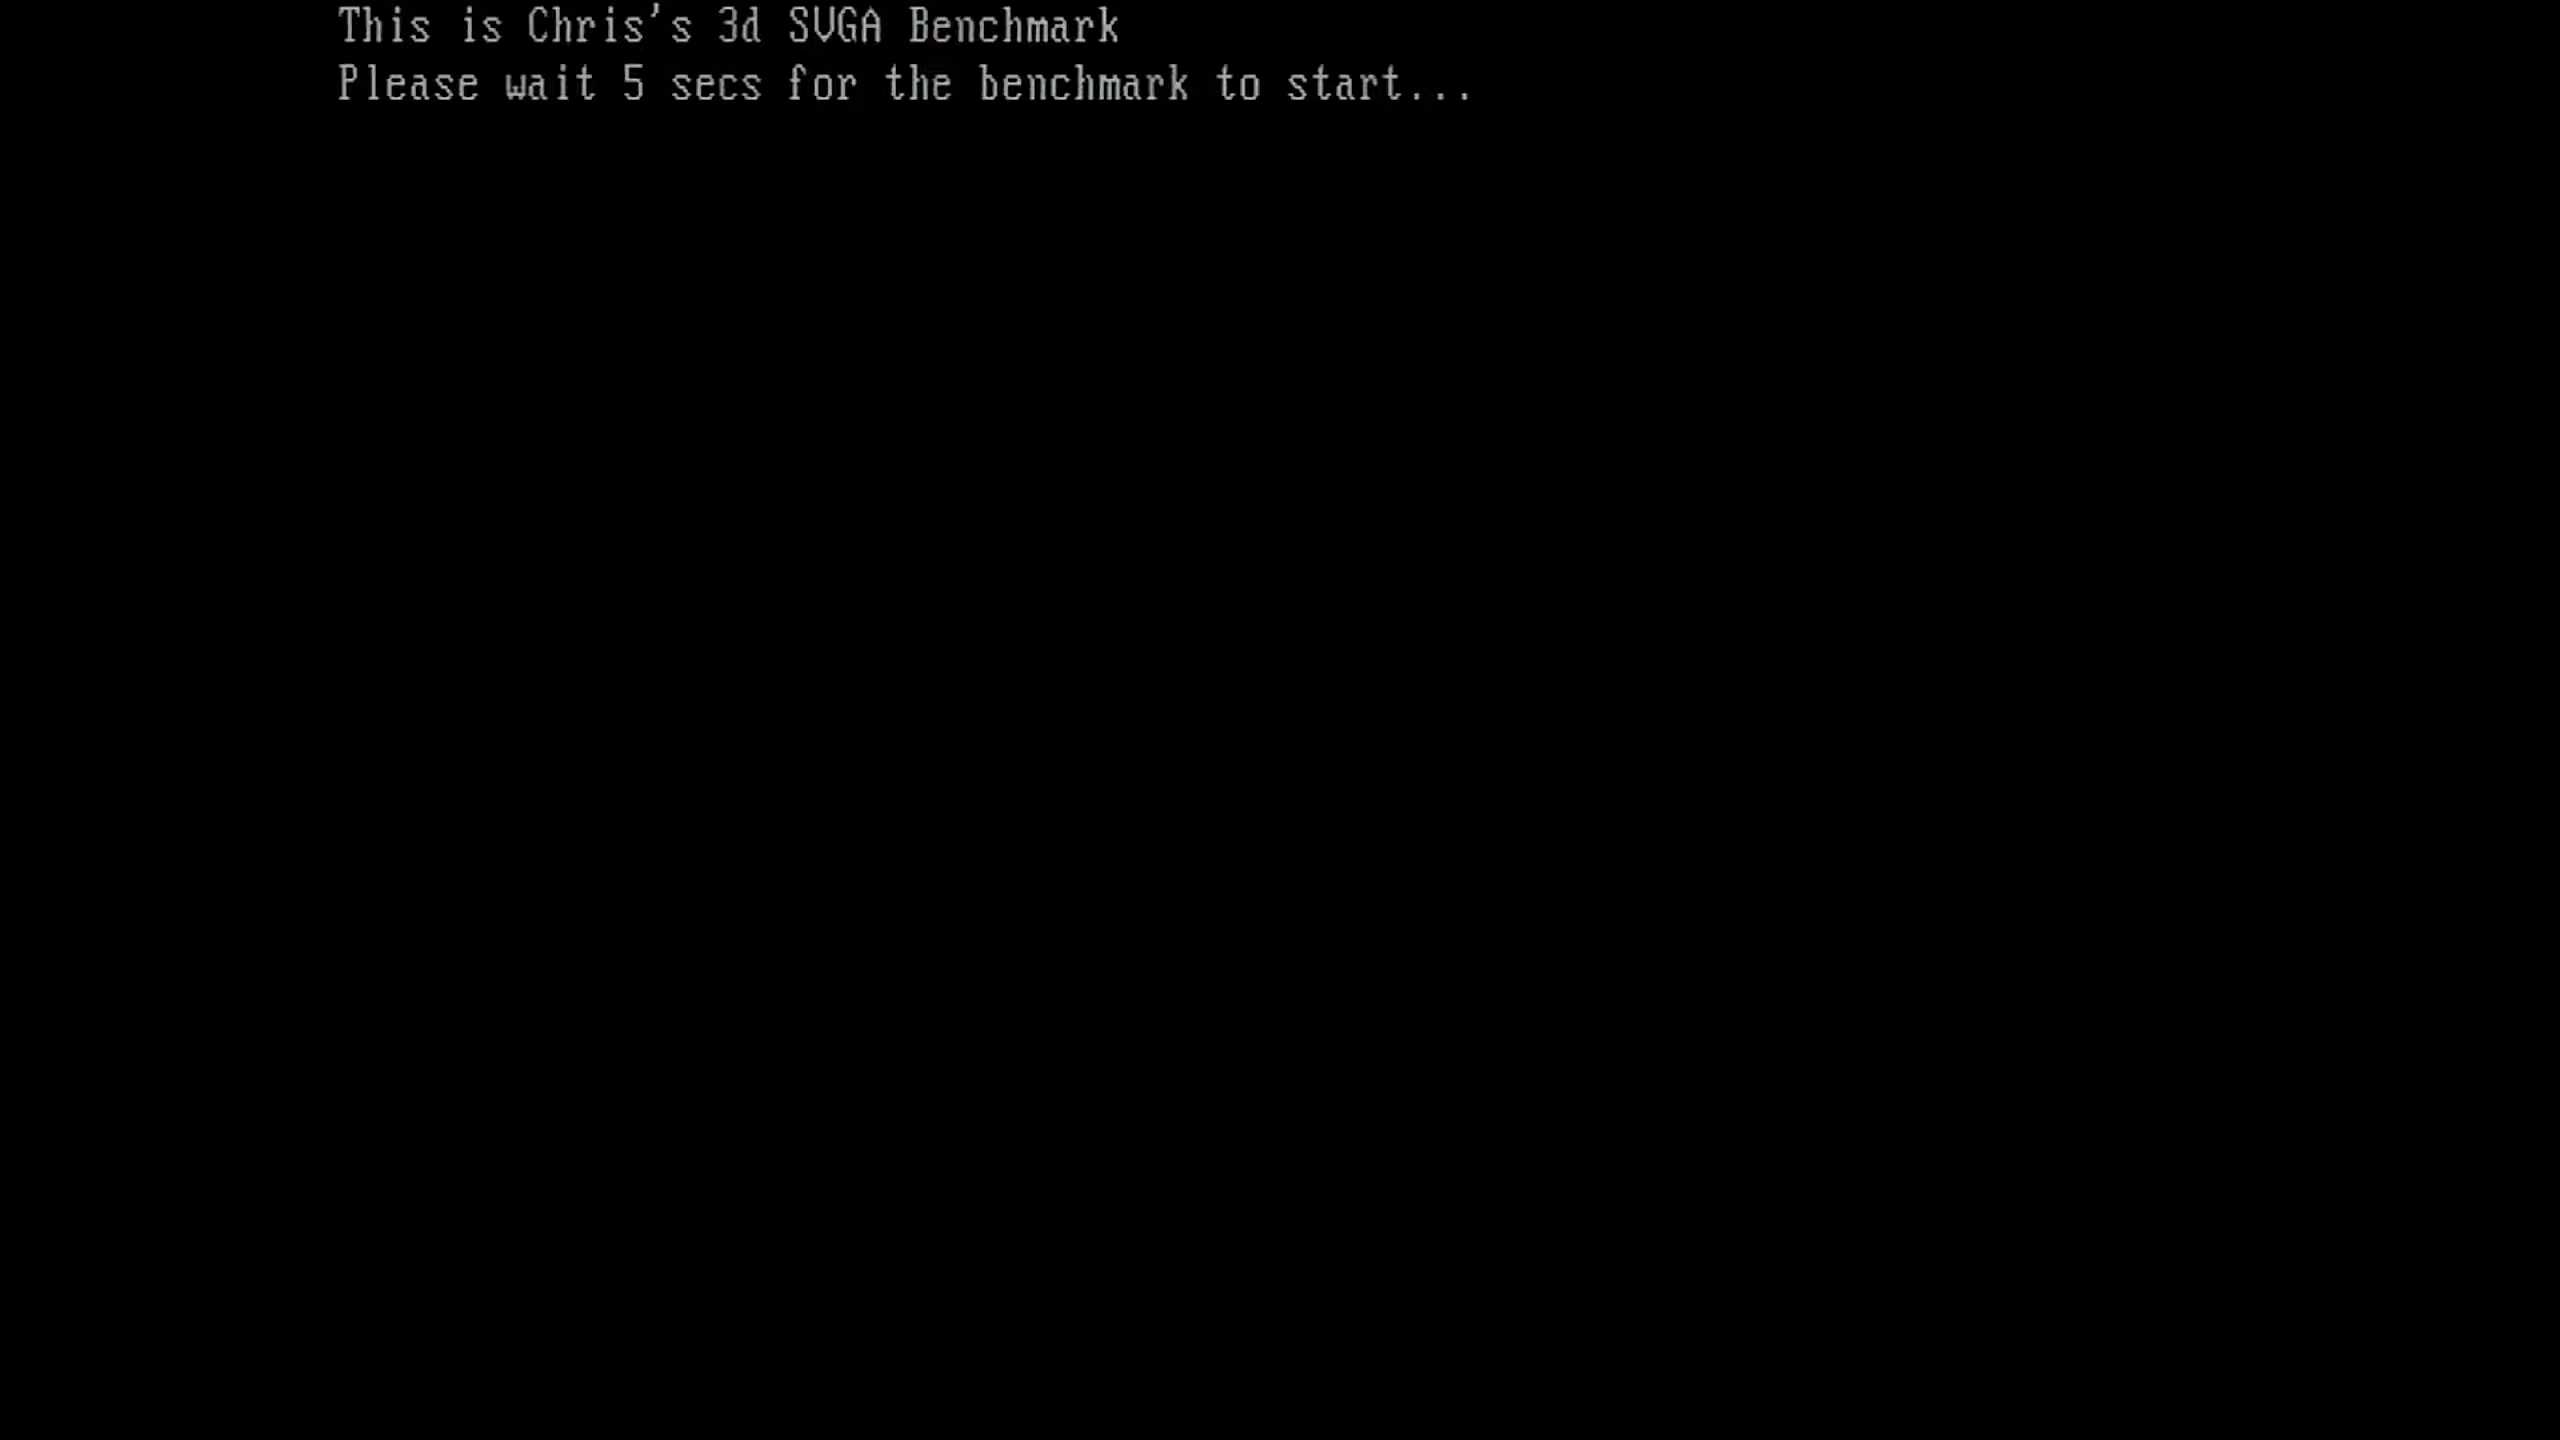 This is Chris's 3d SVGA Benchmark
Please wait 5 secs for the benchmark to start...